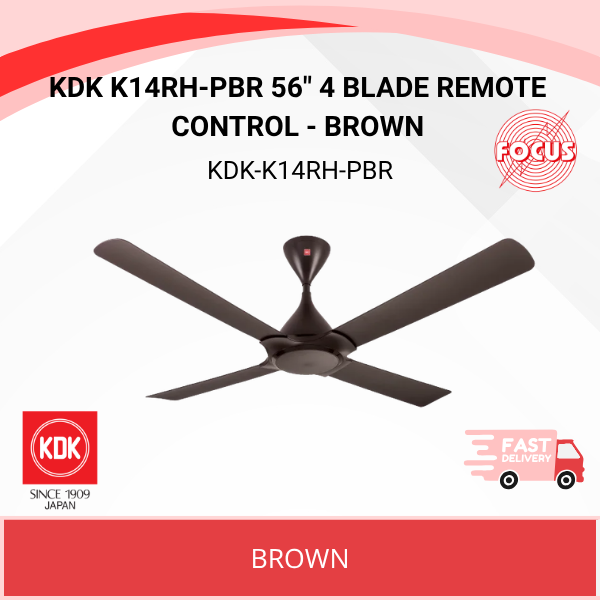 KDK K14RH-PBR 56" 4 BLADE REMOTE
CONTROL - BROWN
KDK-K14RH-PBR
FOCUS
KDK
SINCE 1909
JAPAN
FAST
DELIVERY
BROWN